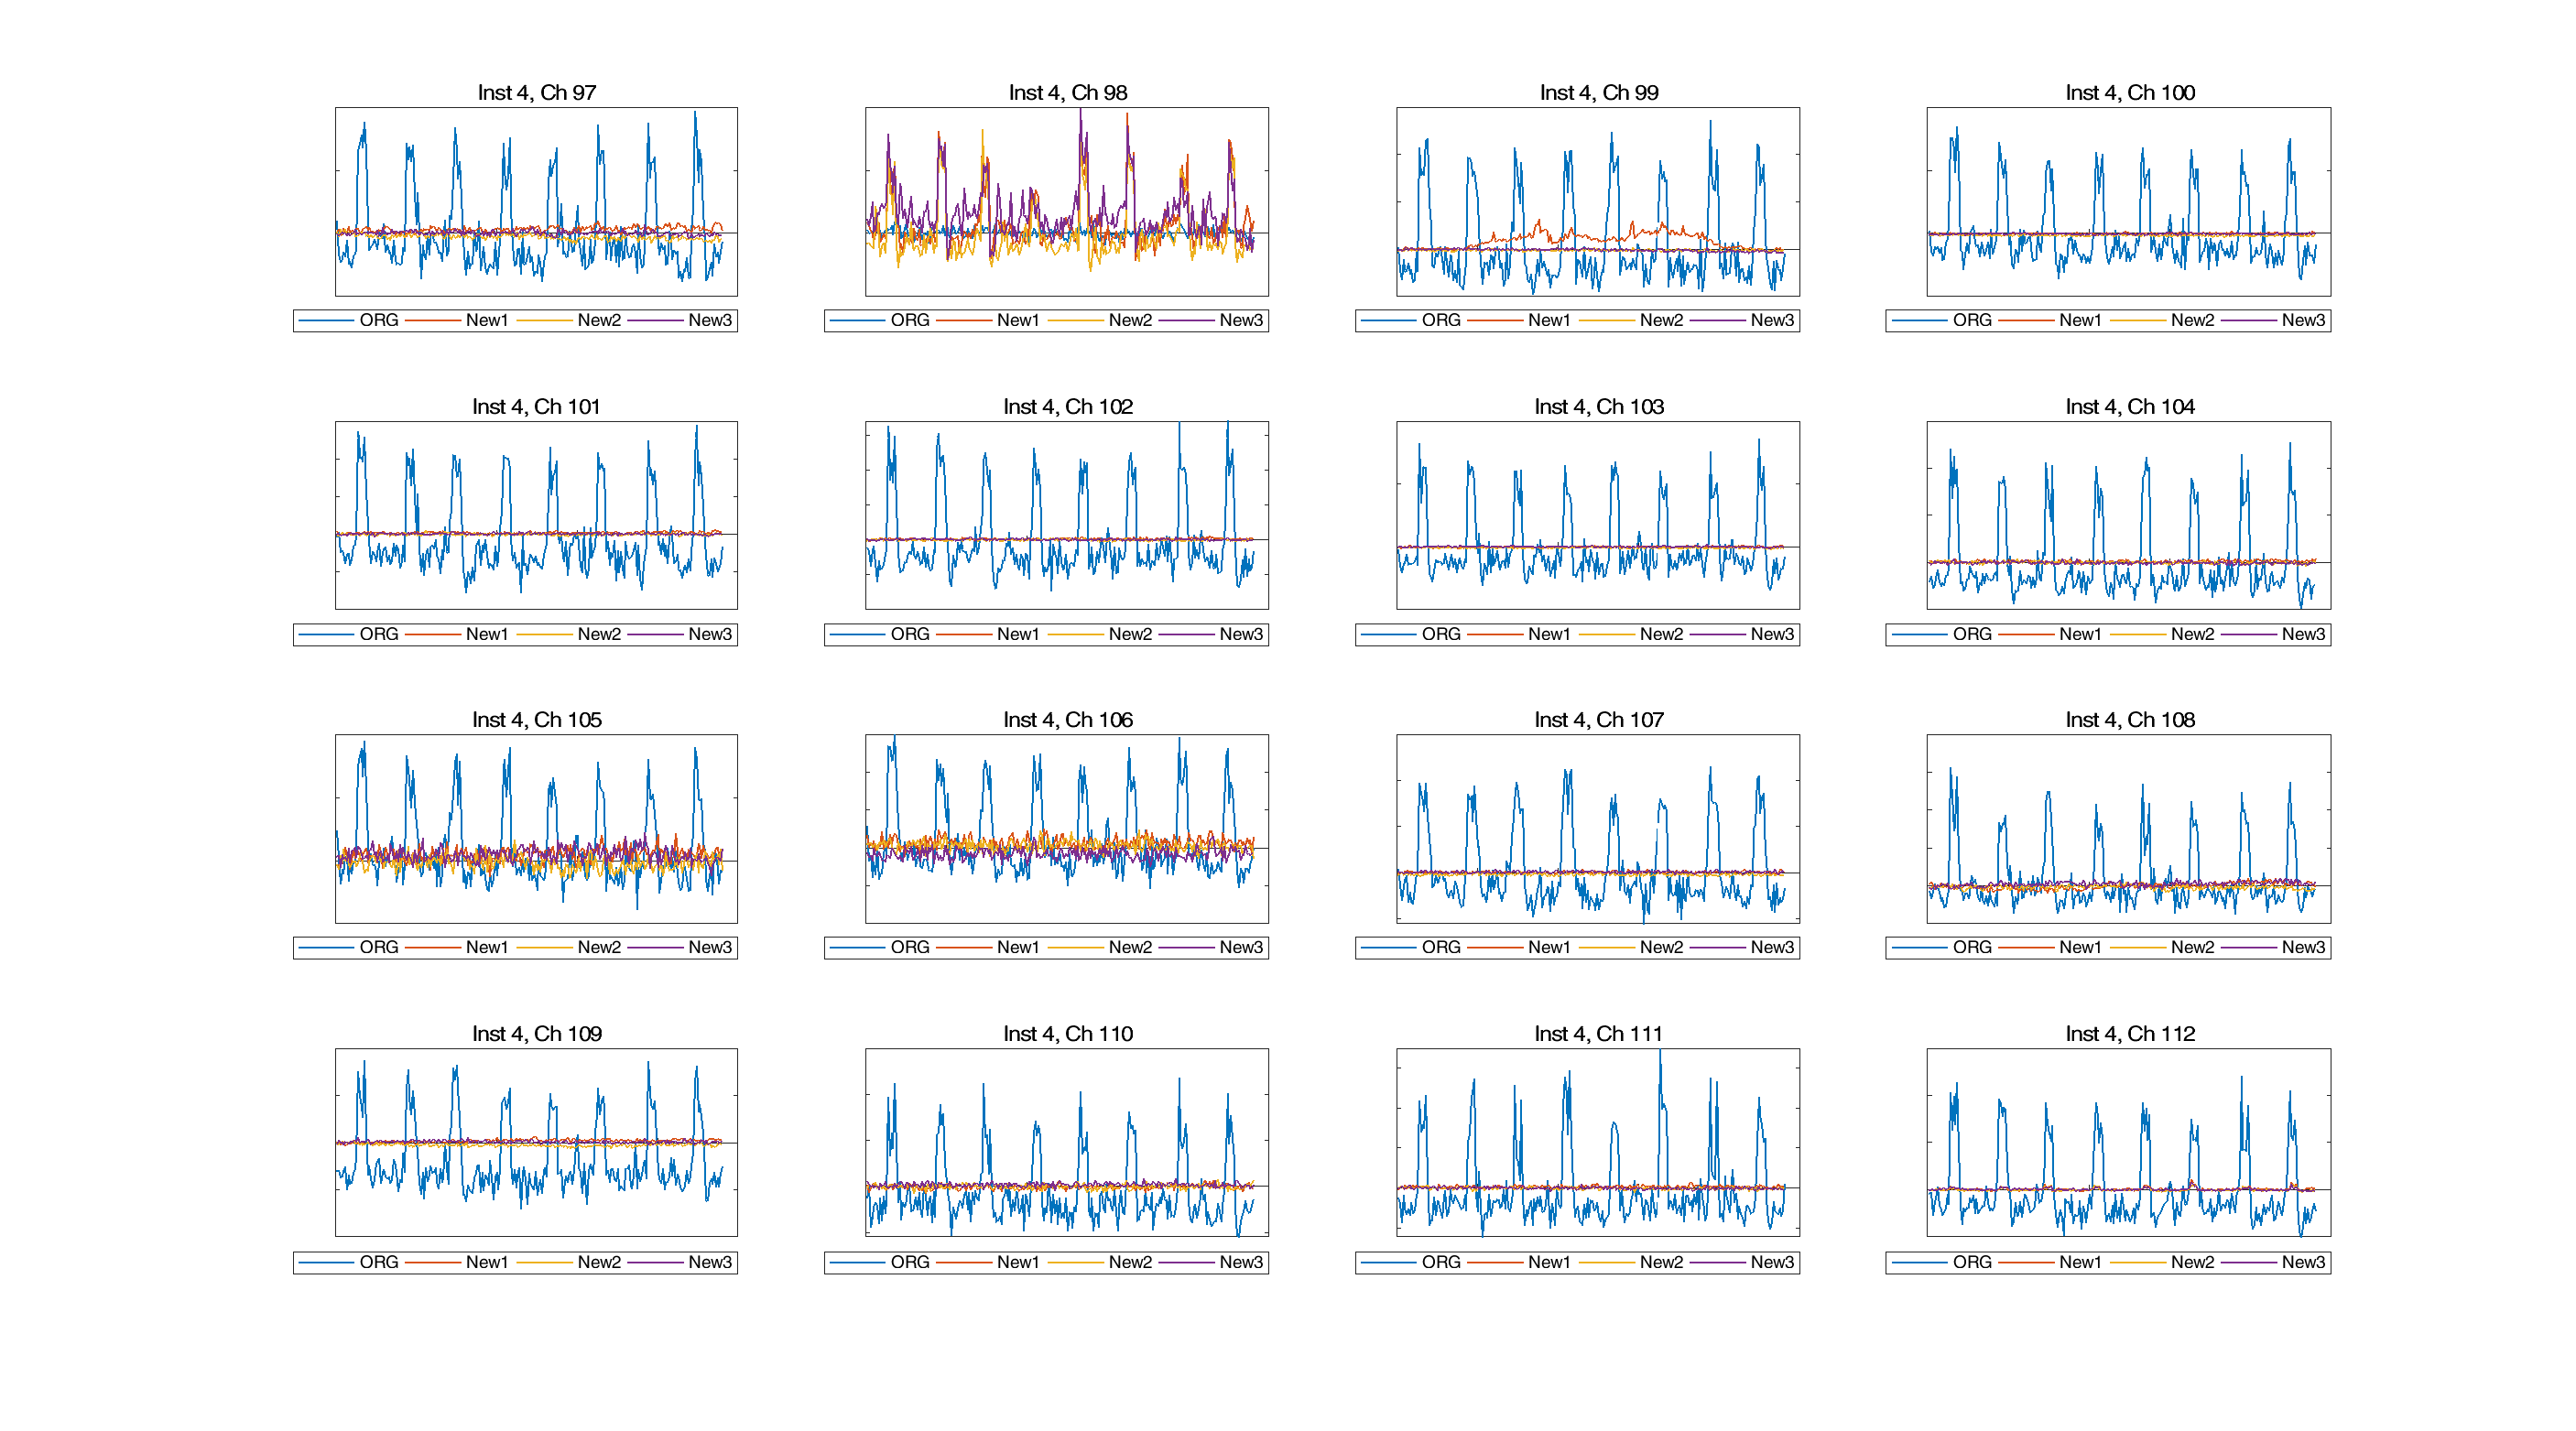 Inst 4, Ch 97
Inst 4, Ch 98
Inst 4, Ch 99
Inst 4, Ch 100
ORG New1 New2 New3
ORG New1 New2 New3
ORG New1 New2 New3
ORG New1 New2 New3
Inst 4, Ch 101
Inst 4, Ch 102
Inst 4, Ch 103
Inst 4, Ch 104
ORG New1 New2 New3
ORG New1 New2 New3
ORG New1 New2 New3
ORG New1 New2 New3
Inst 4, Ch 105
Inst 4, Ch 106
Inst 4, Ch 107
Inst 4, Ch 108
ORG New1 New2 New3
ORG New1 New2 New3
ORG New1 New2 New3
ORG New1 New2 New3
Inst 4, Ch 109
Inst 4, Ch 110
Inst 4, Ch 111
Inst 4, Ch 112
ORG New1 New2 New3
ORG New1 New2 New3
ORG New1 New2 New3
ORG New1 New2 New3